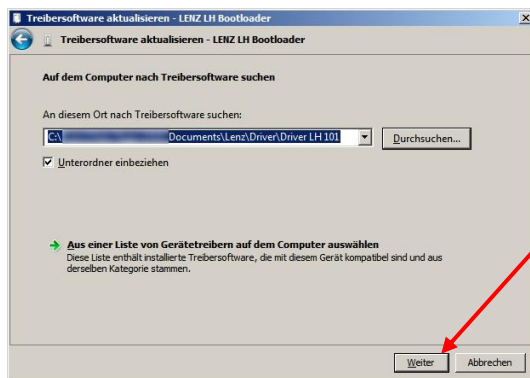 Treibersoftware aktualisieren - LENZ LH Bootloader
Treibersoftware aktualisieren - LENZ LH Bootloader
Auf dem Computer nach Treibersoftware suchen
An diesem Ort nach Treibersoftware suchen:
C:\ Documents\Lenz\Driver\Driver LH 101
Durchsuchen...
Unterordner einbeziehen
Aus einer Liste von Gerätetreibern auf dem Computer auswählen
Diese Liste enthält installierte Treibersoftware, die mit diesem Gerät kompatibel sind und aus
derselben Kategorie stammen.
Weiter
Abbrechen